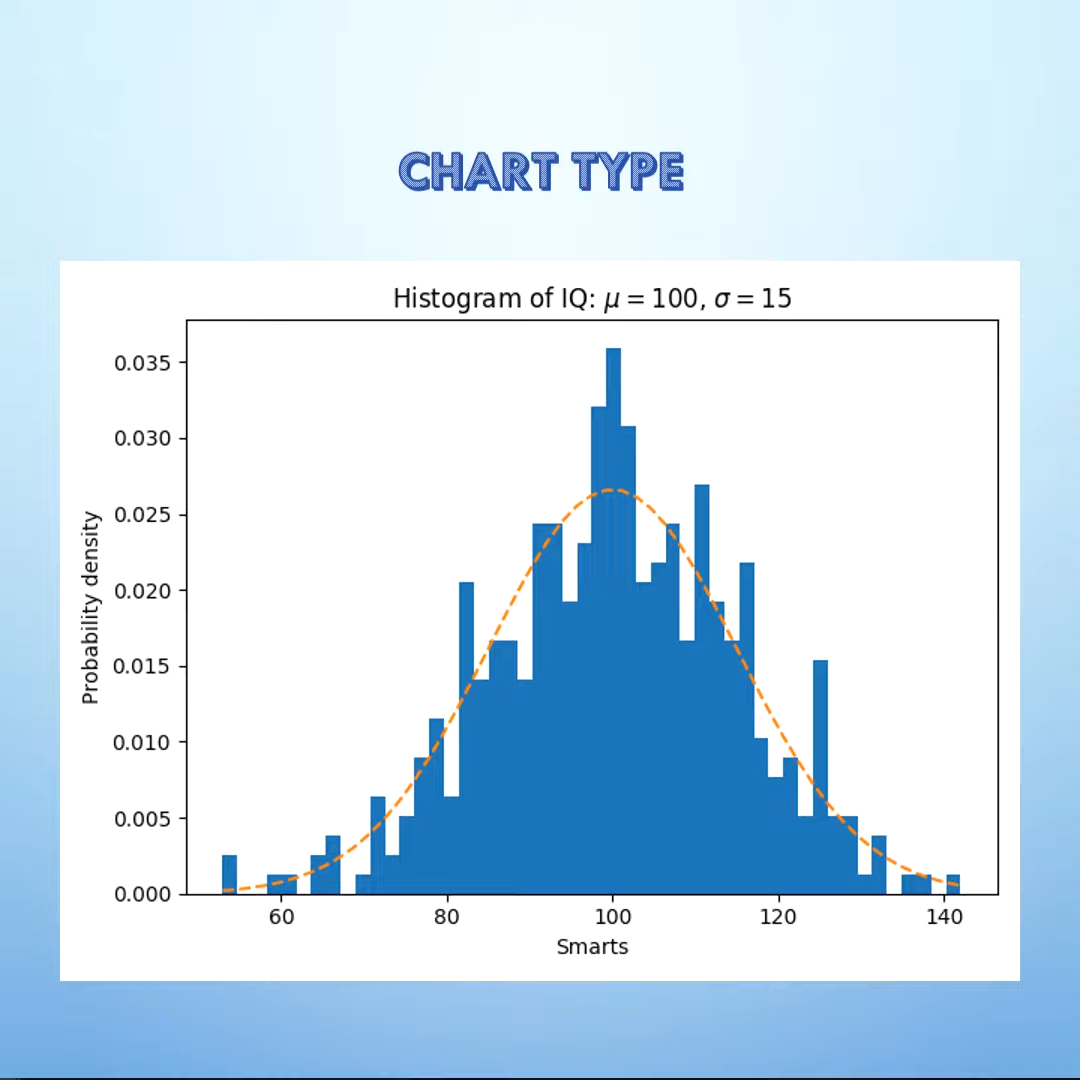 CHART TYPE
Histogram of IQ: μ = 100, σ = 15
0.035
0.030
0.025
0.020
0.015
0.010
0.005
0.000
Probability density
60 80 100 120 140
Smarts